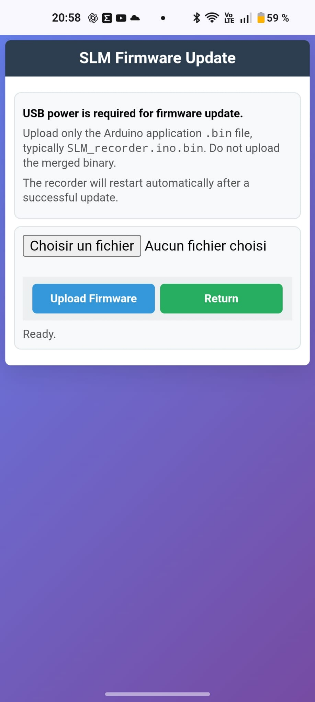 20:58
Vo
LTE
59 %
SLM Firmware Update
USB power is required for firmware update.
Upload only the Arduino application .bin file,
typically SLM_recorder.ino.bin. Do not upload
the merged binary.
The recorder will restart automatically after a
successful update.
Choisir un fichier Aucun fichier choisi
Upload Firmware
Return
Ready.